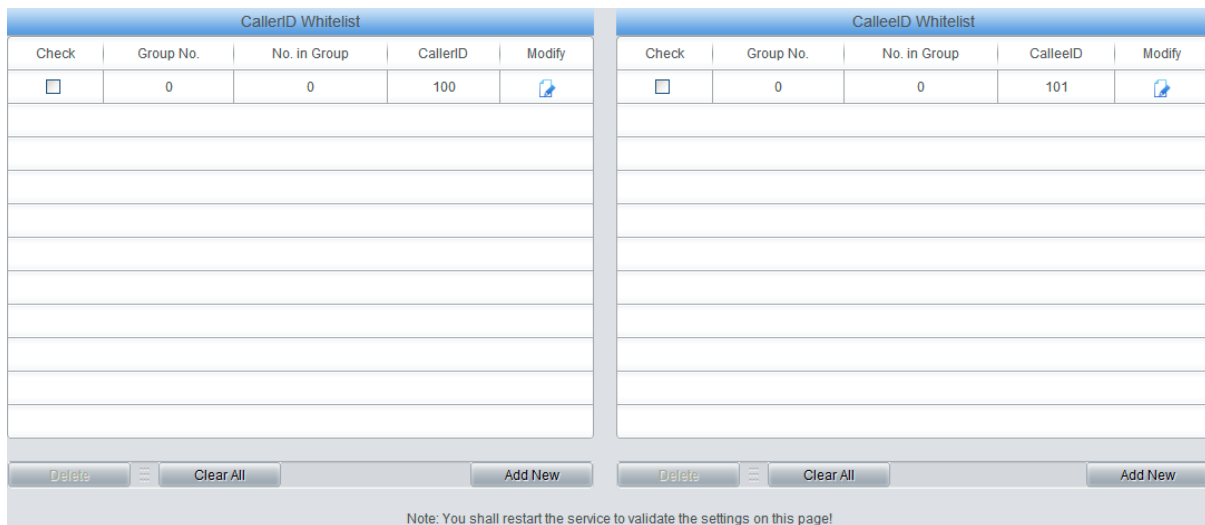 CallerID Whitelist
Check Group No. No. in Group CallerID Modify
0 0 100
Delete Clear All Add New
CalleeID Whitelist
Check Group No. No. in Group CalleeID Modify
0 0 101
Delete Clear All Add New
Note: You shall restart the service to validate the settings on this page!